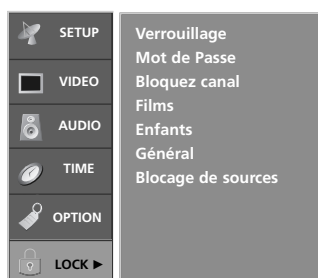 SETUP
VIDEO
AUDIO
TIME
OPTION
LOCK ►
Verrouillage
Mot de Passe
Bloquez canal
Films
Enfants
Général
Blocage de sources